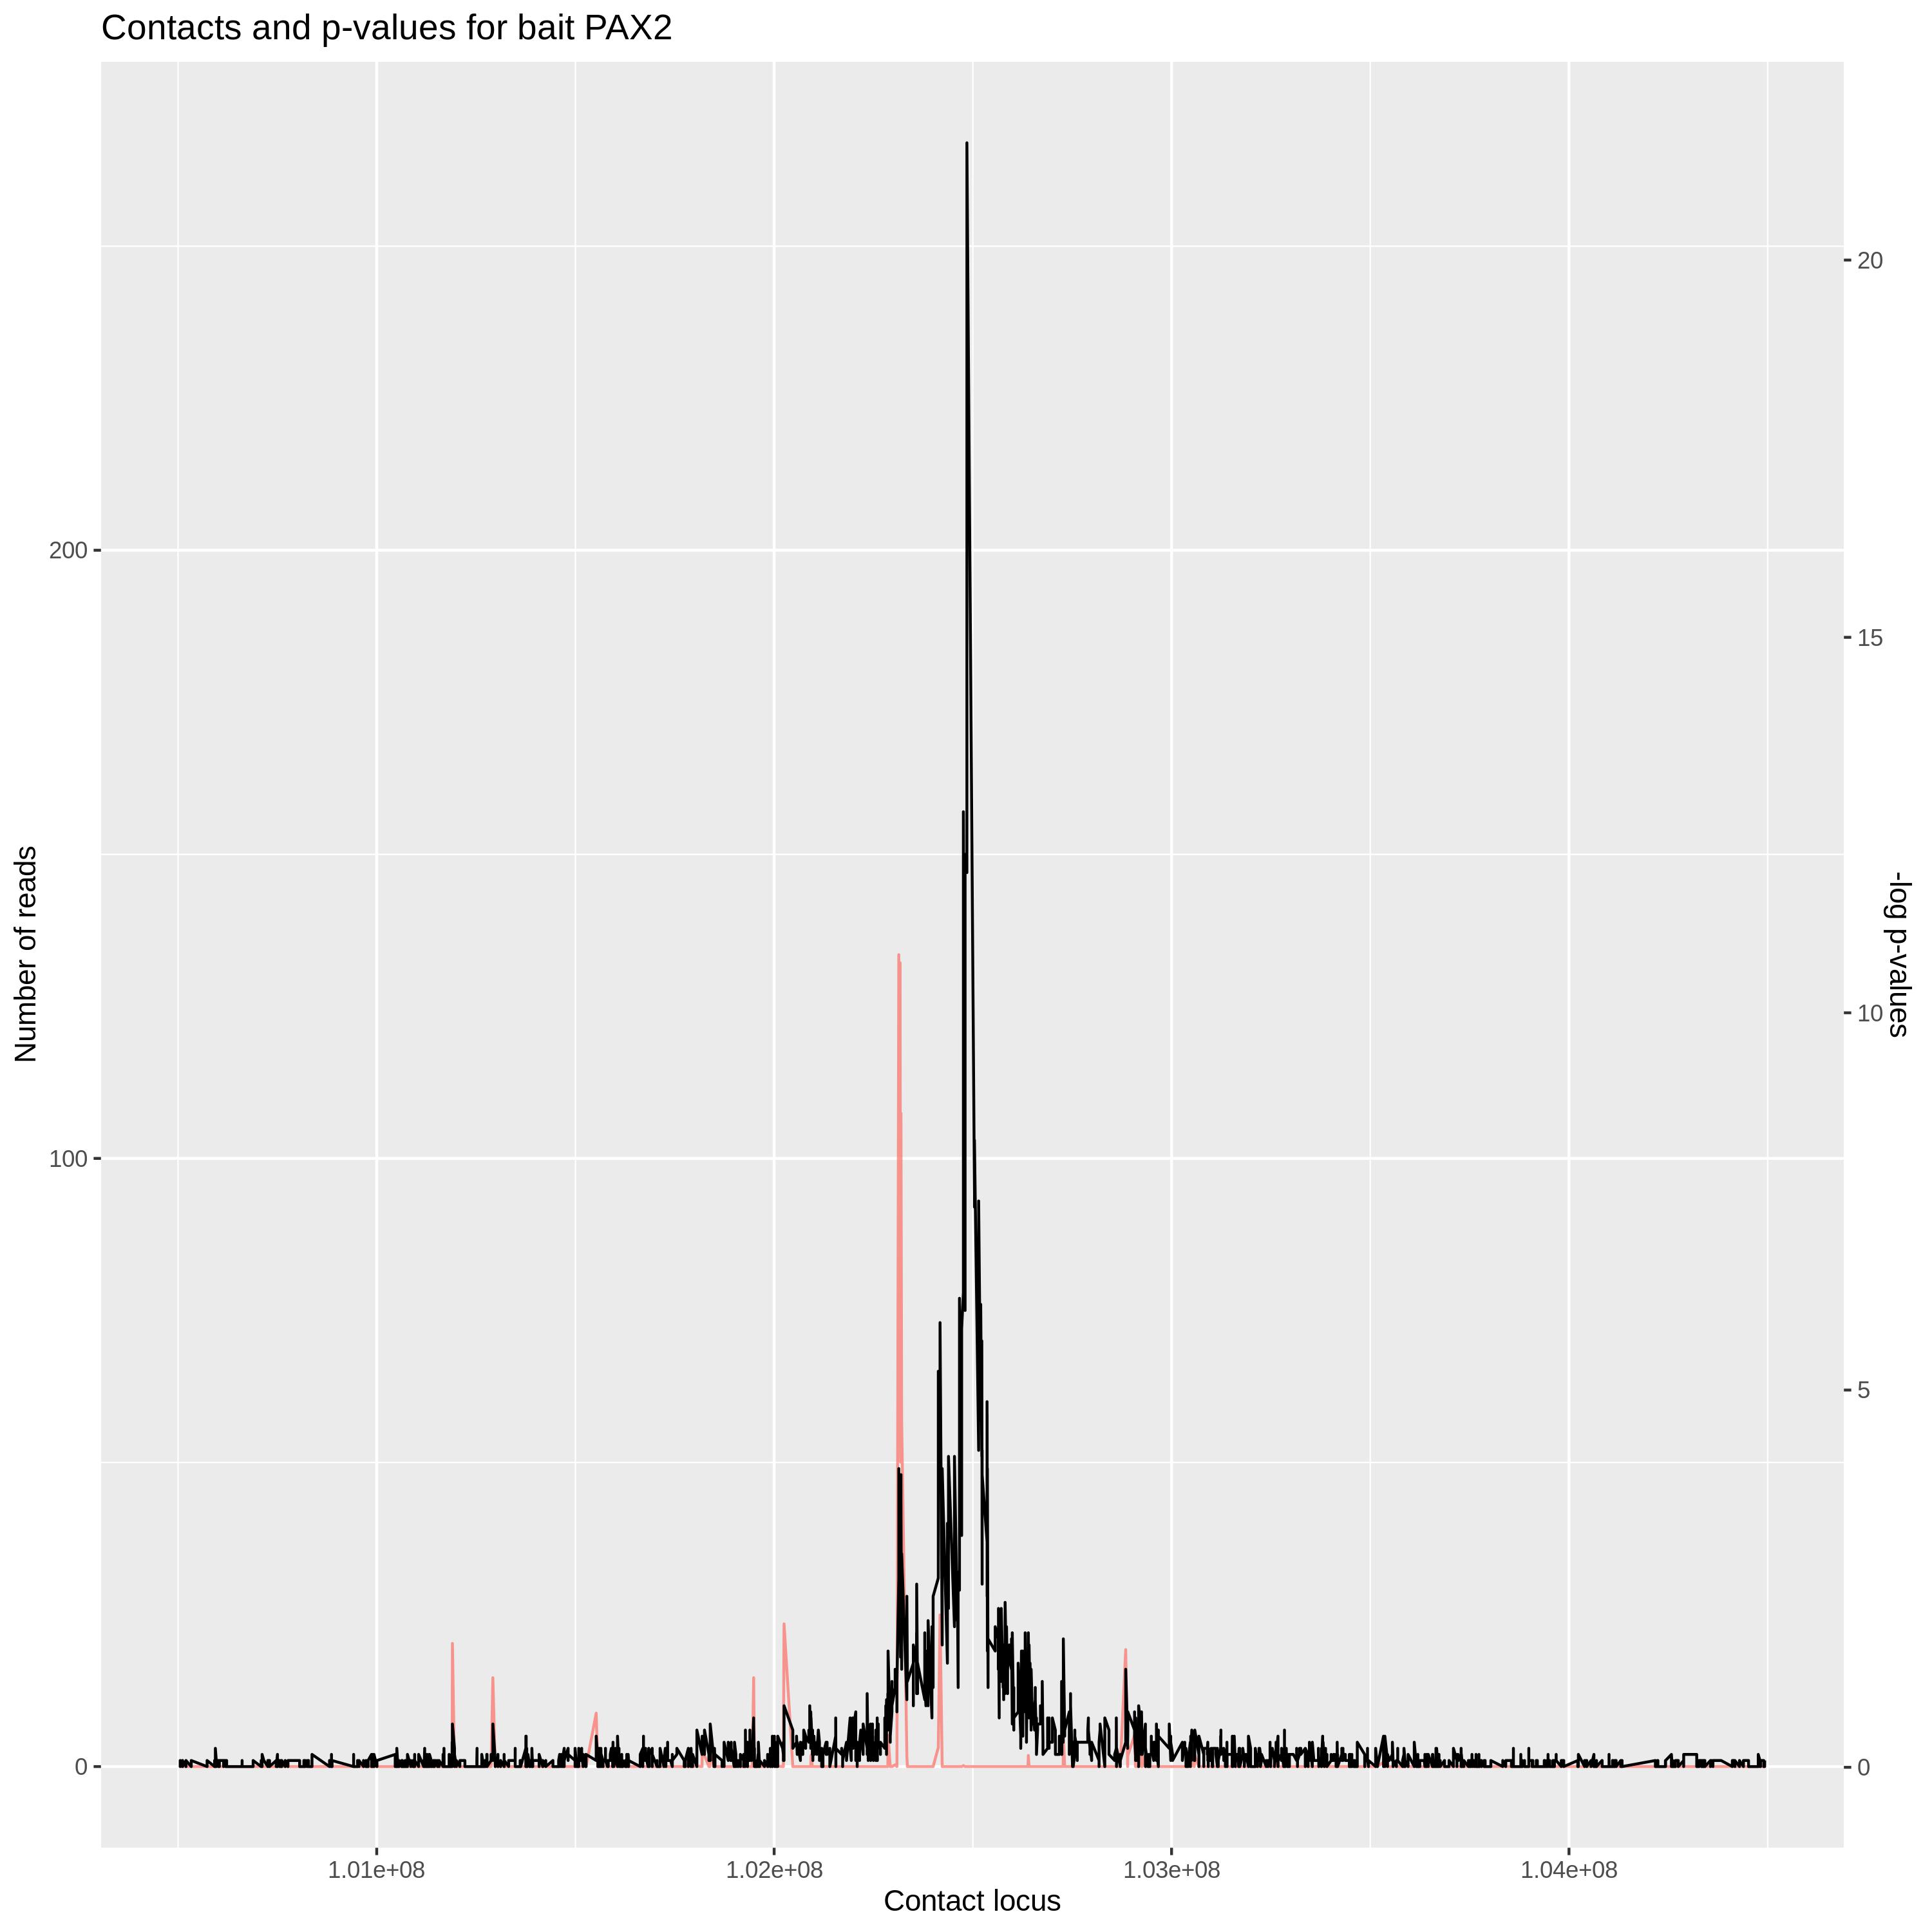 Contacts and p-values for bait PAX2
Number of reads
200
100
0
20
15
10
5
0
-log p-values
1.01e+08
1.02e+08
1.03e+08
1.04e+08
Contact locus